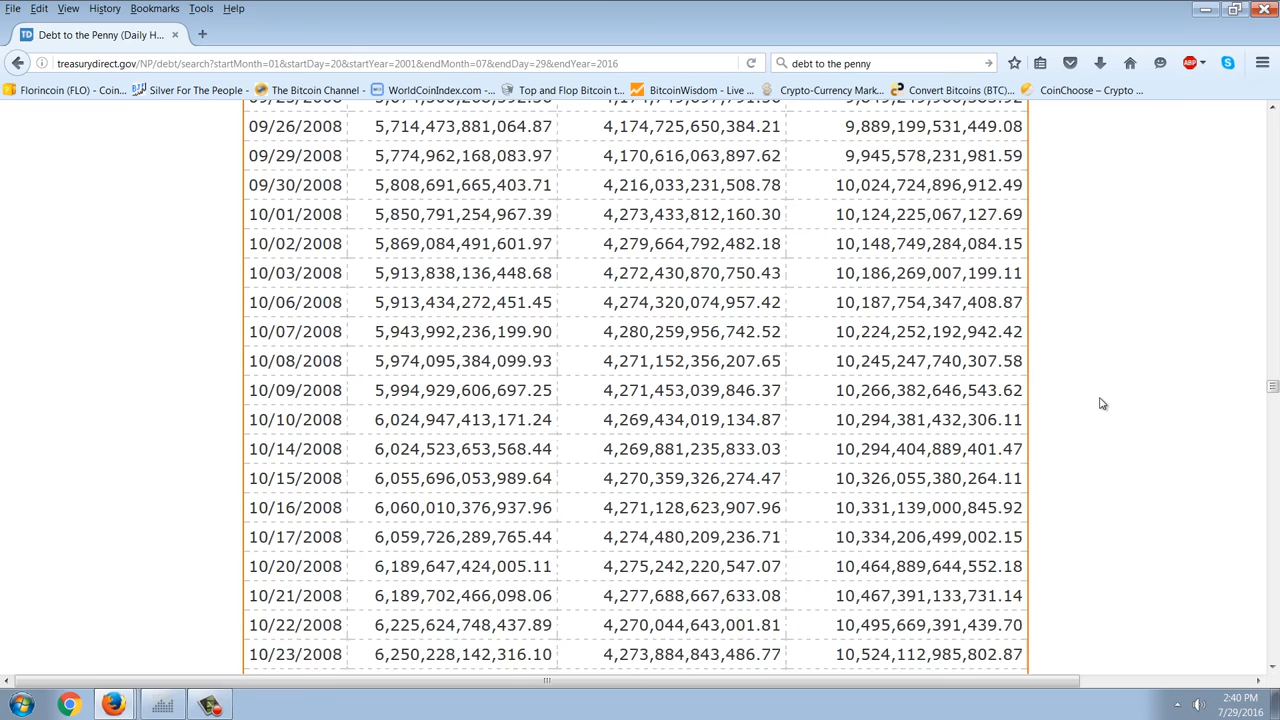 File Edit View History Bookmarks Tools Help
TD Debt to the Penny (Daily H... × +
treasurydirect.gov/NP/debt/search?startMonth=01&startDay=20&startYear=2001&endMonth=07&endDay=29&endYear=2016 debt to the penny ABP
Florincoin (FLO) - Coin... Silver For The People - The Bitcoin Channel - WorldCoinIndex.com - Top and Flop Bitcoin t... BitcoinWisdom - Live ... Crypto-Currency Mark... Convert Bitcoins (BTC)... CoinChoose – Crypto ...
09/26/2008 5,714,473,881,064.87 4,174,725,650,384.21 9,889,199,531,449.08
09/29/2008 5,774,962,168,083.97 4,170,616,063,897.62 9,945,578,231,981.59
09/30/2008 5,808,691,665,403.71 4,216,033,231,508.78 10,024,724,896,912.49
10/01/2008 5,850,791,254,967.39 4,273,433,812,160.30 10,124,225,067,127.69
10/02/2008 5,869,084,491,601.97 4,279,664,792,482.18 10,148,749,284,084.15
10/03/2008 5,913,838,136,448.68 4,272,430,870,750.43 10,186,269,007,199.11
10/06/2008 5,913,434,272,451.45 4,274,320,074,957.42 10,187,754,347,408.87
10/07/2008 5,943,992,236,199.90 4,280,259,956,742.52 10,224,252,192,942.42
10/08/2008 5,974,095,384,099.93 4,271,152,356,207.65 10,245,247,740,307.58
10/09/2008 5,994,929,606,697.25 4,271,453,039,846.37 10,266,382,646,543.62
10/10/2008 6,024,947,413,171.24 4,269,434,019,134.87 10,294,381,432,306.11
10/14/2008 6,024,523,653,568.44 4,269,881,235,833.03 10,294,404,889,401.47
10/15/2008 6,055,696,053,989.64 4,270,359,326,274.47 10,326,055,380,264.11
10/16/2008 6,060,010,376,937.96 4,271,128,623,907.96 10,331,139,000,845.92
10/17/2008 6,059,726,289,765.44 4,274,480,209,236.71 10,334,206,499,002.15
10/20/2008 6,189,647,424,005.11 4,275,242,220,547.07 10,464,889,644,552.18
10/21/2008 6,189,702,466,098.06 4,277,688,667,633.08 10,467,391,133,731.14
10/22/2008 6,225,624,748,437.89 4,270,044,643,001.81 10,495,669,391,439.70
10/23/2008 6,250,228,142,316.10 4,273,884,843,486.77 10,524,112,985,802.87
2:40 PM
7/29/2016